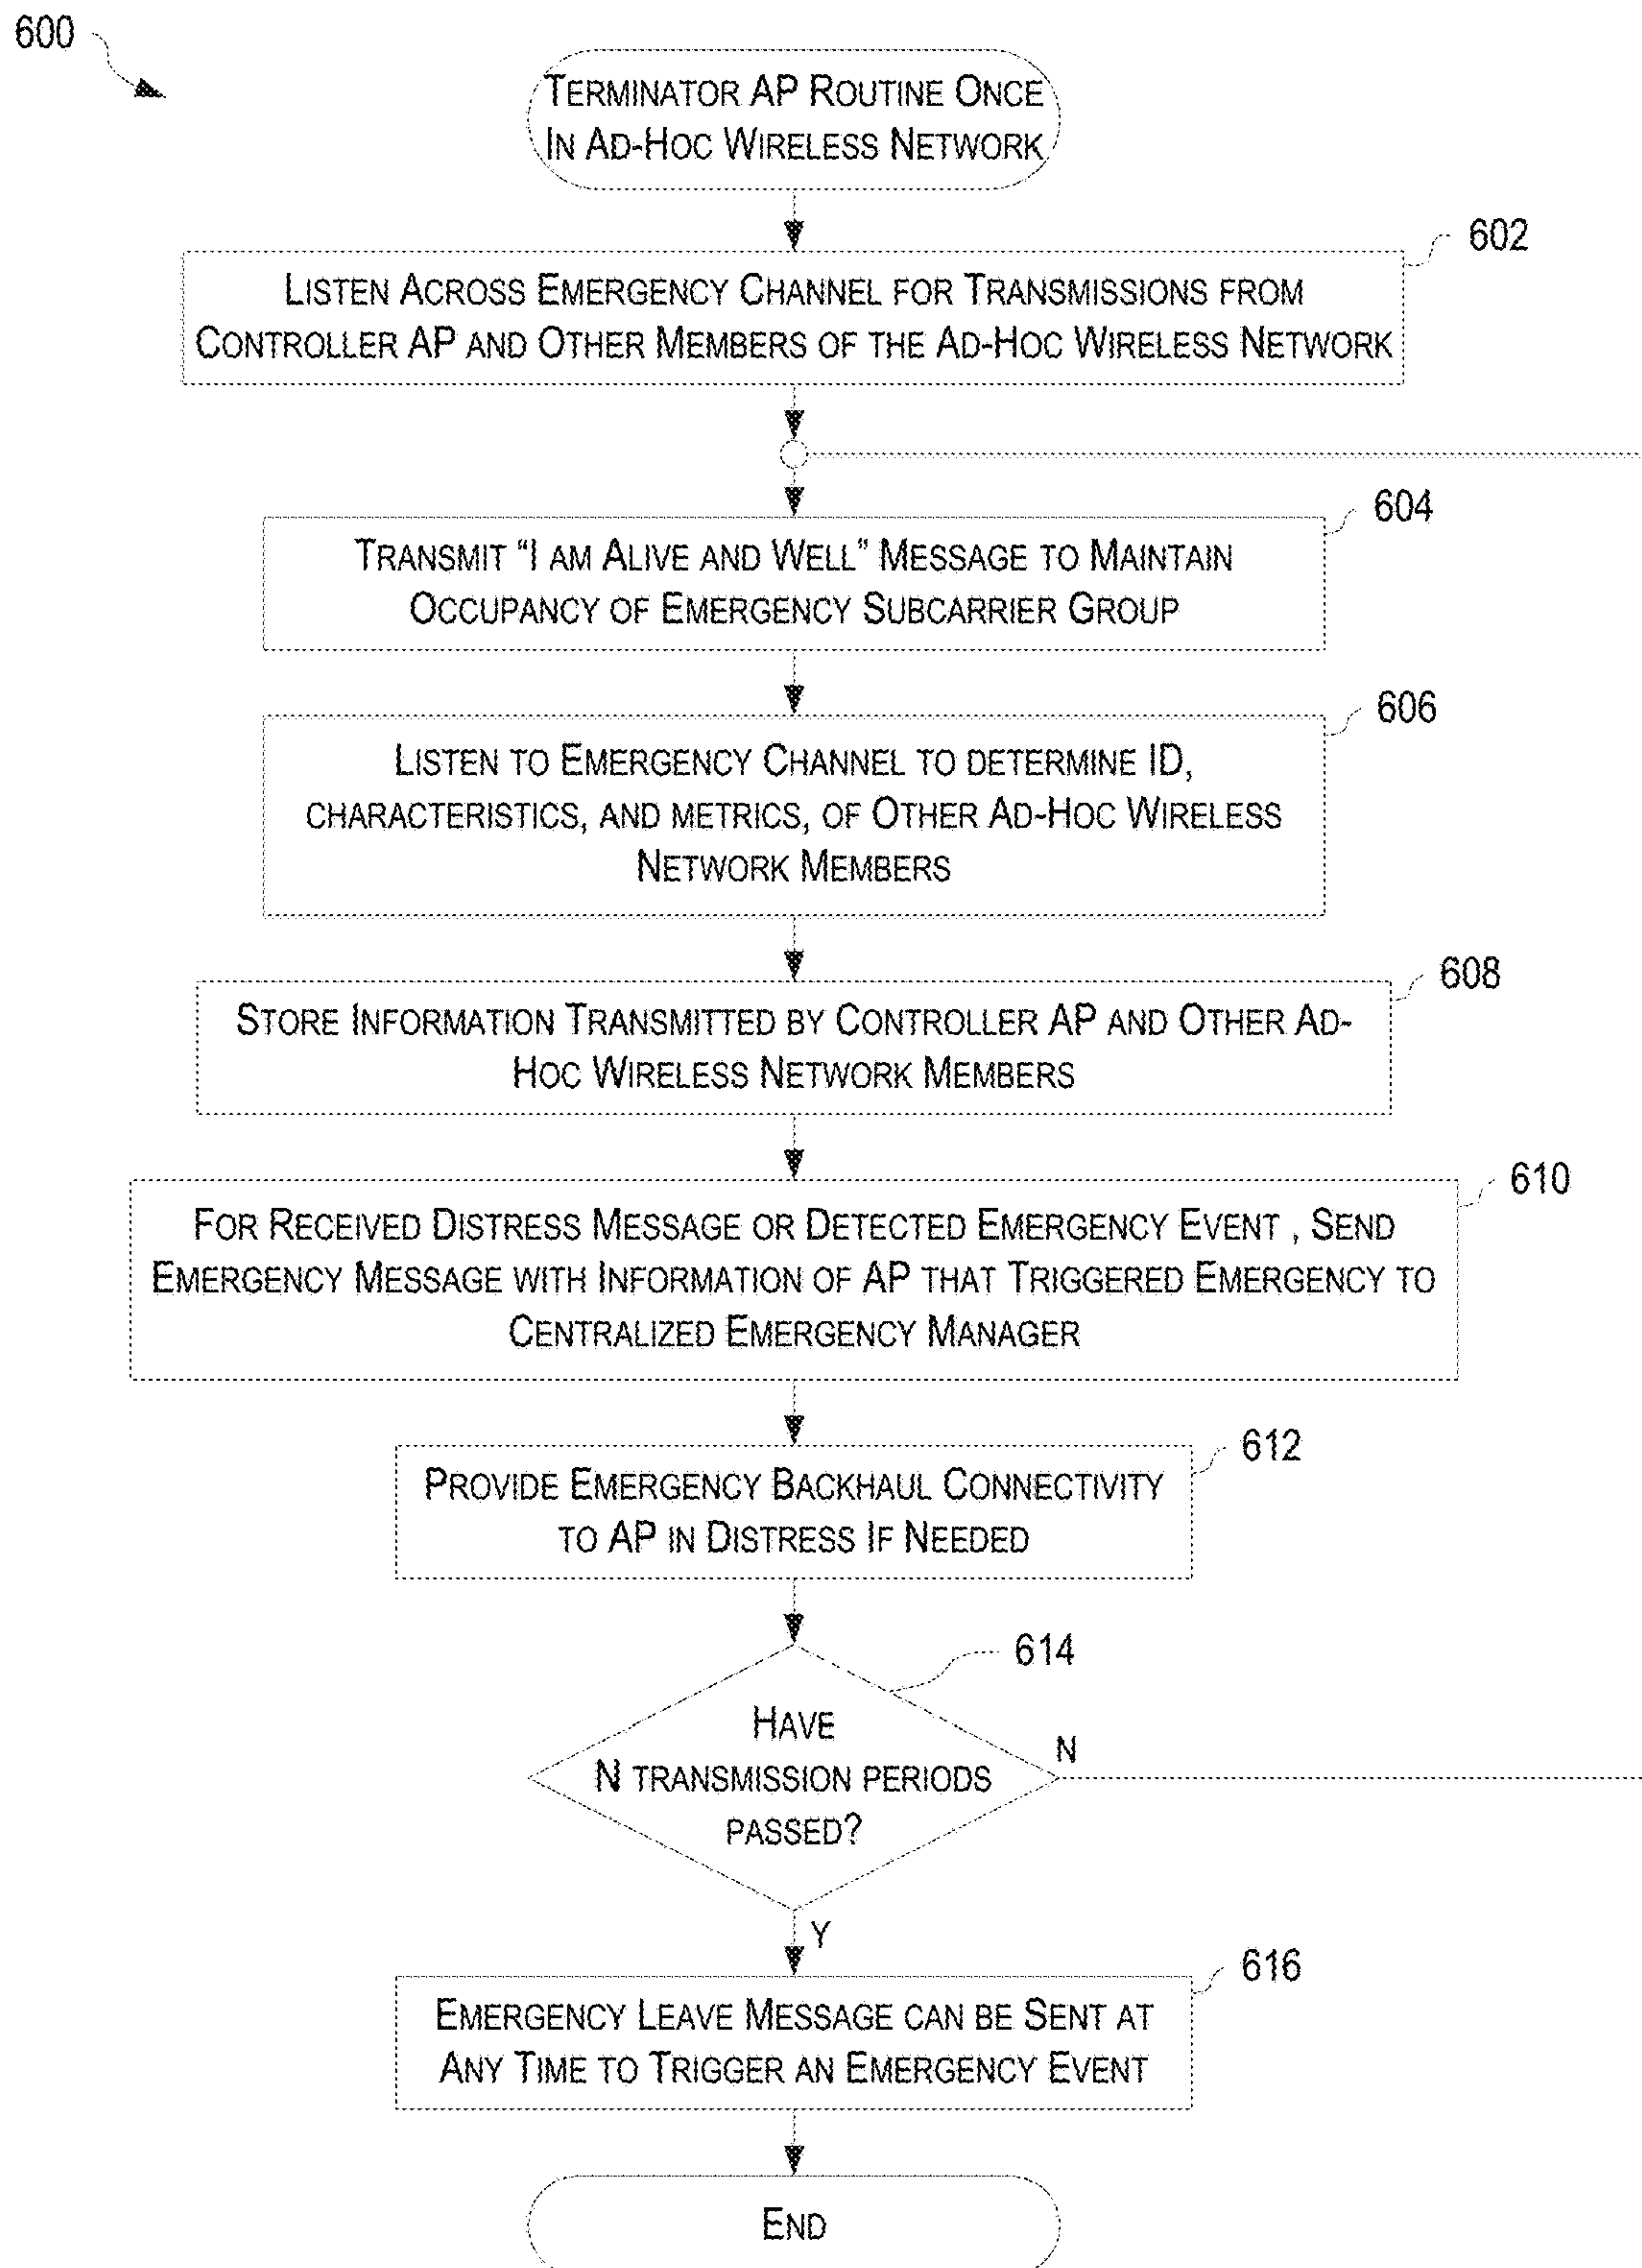 600
TERMINATOR AP ROUTINE ONCE
IN AD-HOC WIRELESS NETWORK
602
LISTEN ACROSS EMERGENCY CHANNEL FOR TRANSMISSIONS FROM
CONTROLLER AP AND OTHER MEMBERS OF THE AD-HOC WIRELESS NETWORK
604
TRANSMIT “I AM ALIVE AND WELL” MESSAGE TO MAINTAIN
OCCUPANCY OF EMERGENCY SUBCARRIER GROUP
606
LISTEN TO EMERGENCY CHANNEL TO DETERMINE ID,
CHARACTERISTICS, AND METRICS, OF OTHER AD-HOC WIRELESS
NETWORK MEMBERS
608
STORE INFORMATION TRANSMITTED BY CONTROLLER AP AND OTHER AD-
HOC WIRELESS NETWORK MEMBERS
610
FOR RECEIVED DISTRESS MESSAGE OR DETECTED EMERGENCY EVENT , SEND
EMERGENCY MESSAGE WITH INFORMATION OF AP THAT TRIGGERED EMERGENCY TO
CENTRALIZED EMERGENCY MANAGER
612
PROVIDE EMERGENCY BACKHAUL CONNECTIVITY
TO AP IN DISTRESS IF NEEDED
614
HAVE
N TRANSMISSION PERIODS
PASSED?
N
Y
616
EMERGENCY LEAVE MESSAGE CAN BE SENT AT
ANY TIME TO TRIGGER AN EMERGENCY EVENT
END